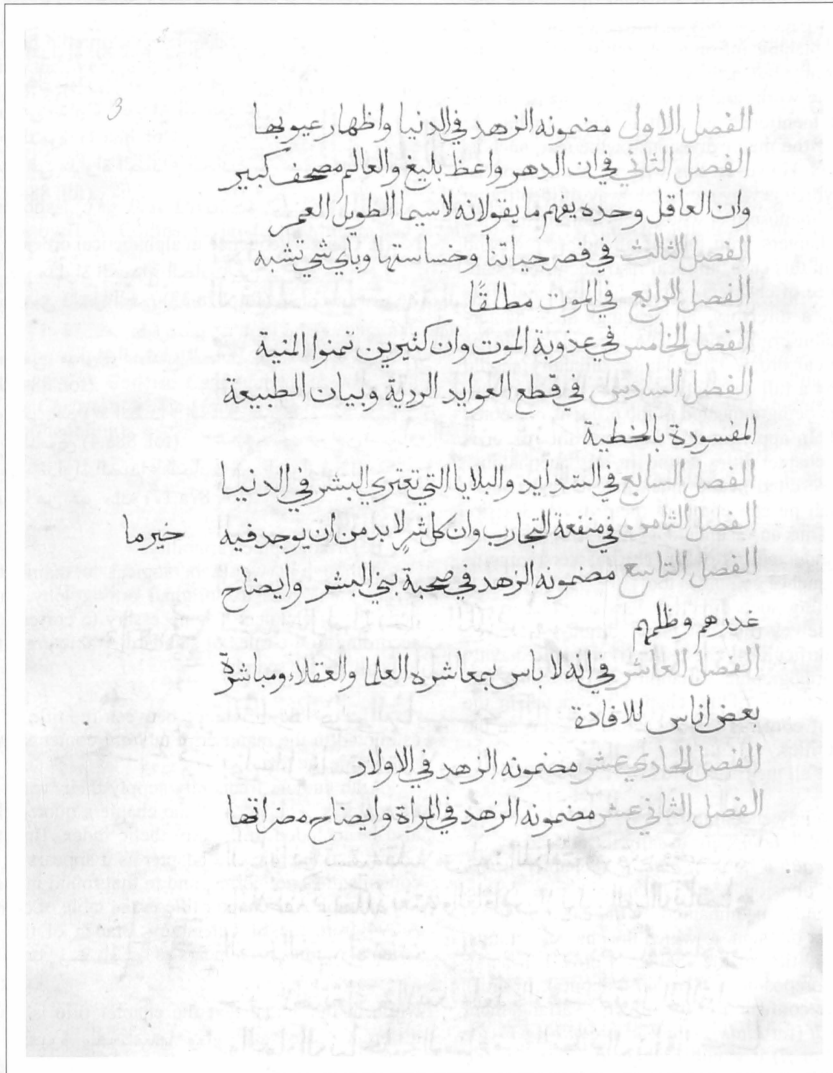 3
الفصل الاول مضمونه الزهد في الدنيا واظهار عيوبها
الفصل الثاني في ان الدهر واعظ بليغ والعالم مصحف كبير
وان العاقل وحده يفهم ما يقولانه لاسيما الطويل العمر
الفصل الثالث في قصر حياتنا وخساستها وباي شي تشبه
الفصل الرابع في الموت مطلقًا
الفصل الخامس في عدوبة الموت وان كثيرين تمنوا المنية
الفصل السادس في قطع العوايد الردية وبيات الطبيعة
المفسودة بالخطية
الفصل السابع في الشدايد والبلايا التي تعتري البشر في الدنيا
الفصل الثامن في منفعة التجارب وان كل شر لا بد من ان يوجد فيه خير ما
الفصل التاسع مضمونه الزهد في صحبة بني البشر وايضاح
غدرهم وظلمهم
الفصل العاشر في انه لا باس بمعاشرة العلما والعقلاء ومباشرة
بعض اناس للافادة
الفصل الحادي عشر مضمونه الزهد في الاولاد
الفصل الثاني عشر مضمونه الزهد في المراة وايضاح مضراتها